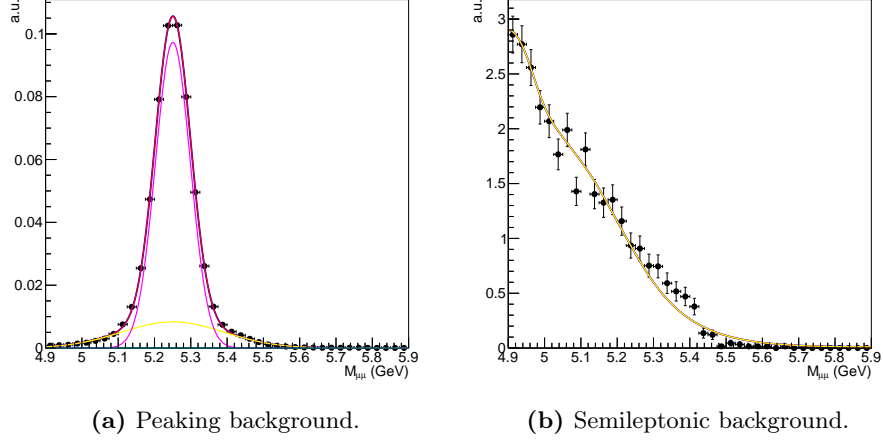 a.u.
0.1
0.08
0.06
0.04
0.02
0
4.9 5 5.1 5.2 5.3 5.4 5.5 5.6 5.7 5.8 5.9
Mμμ (GeV)
a.u.
3
2.5
2
1.5
1
0.5
0
4.9 5 5.1 5.2 5.3 5.4 5.5 5.6 5.7 5.8 5.9
Mμμ (GeV)
(a) Peaking background.
(b) Semileptonic background.